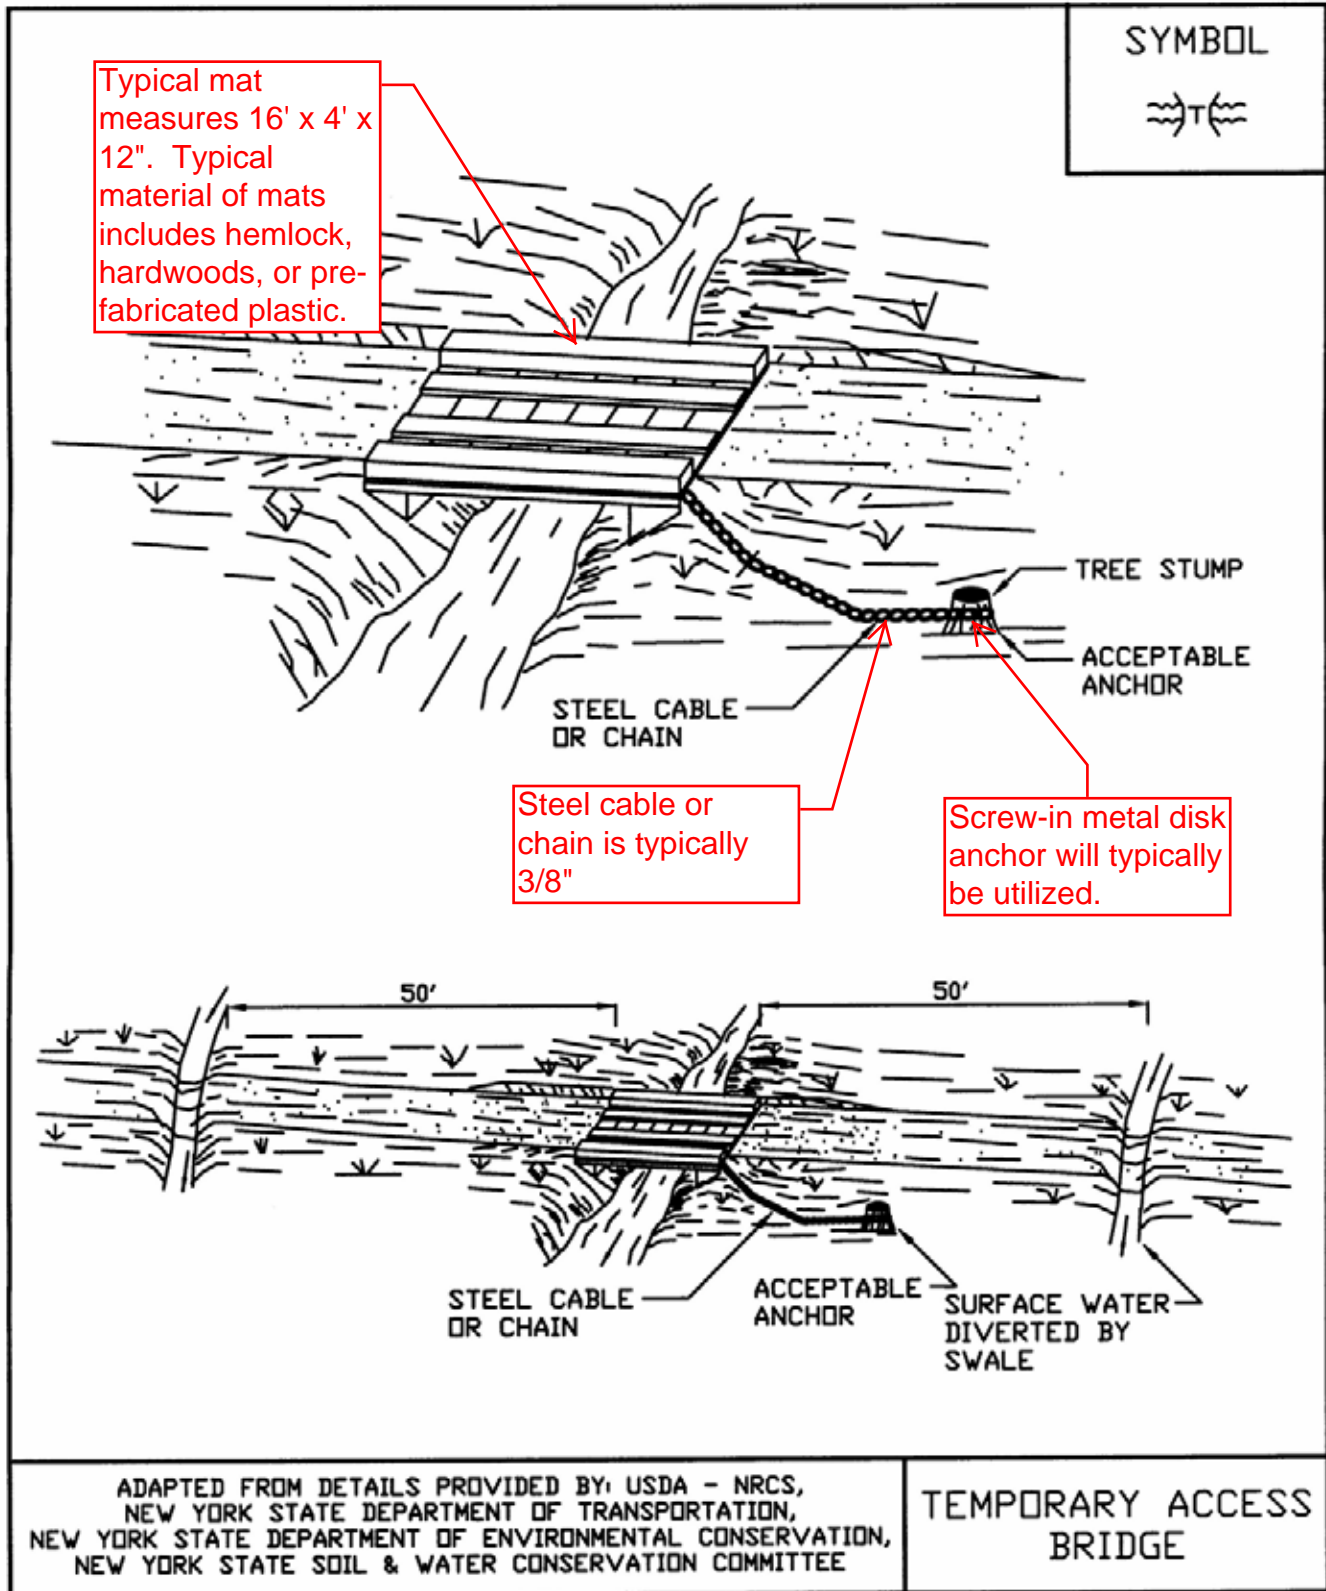 SYMBOL
T
Typical mat
measures 16' x 4' x
12". Typical
material of mats
includes hemlock,
hardwoods, or pre-
fabricated plastic.
TREE STUMP
ACCEPTABLE
ANCHOR
STEEL CABLE
OR CHAIN
Steel cable or
chain is typically
3/8"
Screw-in metal disk
anchor will typically
be utilized.
50'
50'
STEEL CABLE
OR CHAIN
ACCEPTABLE
ANCHOR
SURFACE WATER
DIVERTED BY
SWALE
ADAPTED FROM DETAILS PROVIDED BY: USDA - NRCS,
NEW YORK STATE DEPARTMENT OF TRANSPORTATION,
NEW YORK STATE DEPARTMENT OF ENVIRONMENTAL CONSERVATION,
NEW YORK STATE SOIL & WATER CONSERVATION COMMITTEE
TEMPORARY ACCESS
BRIDGE